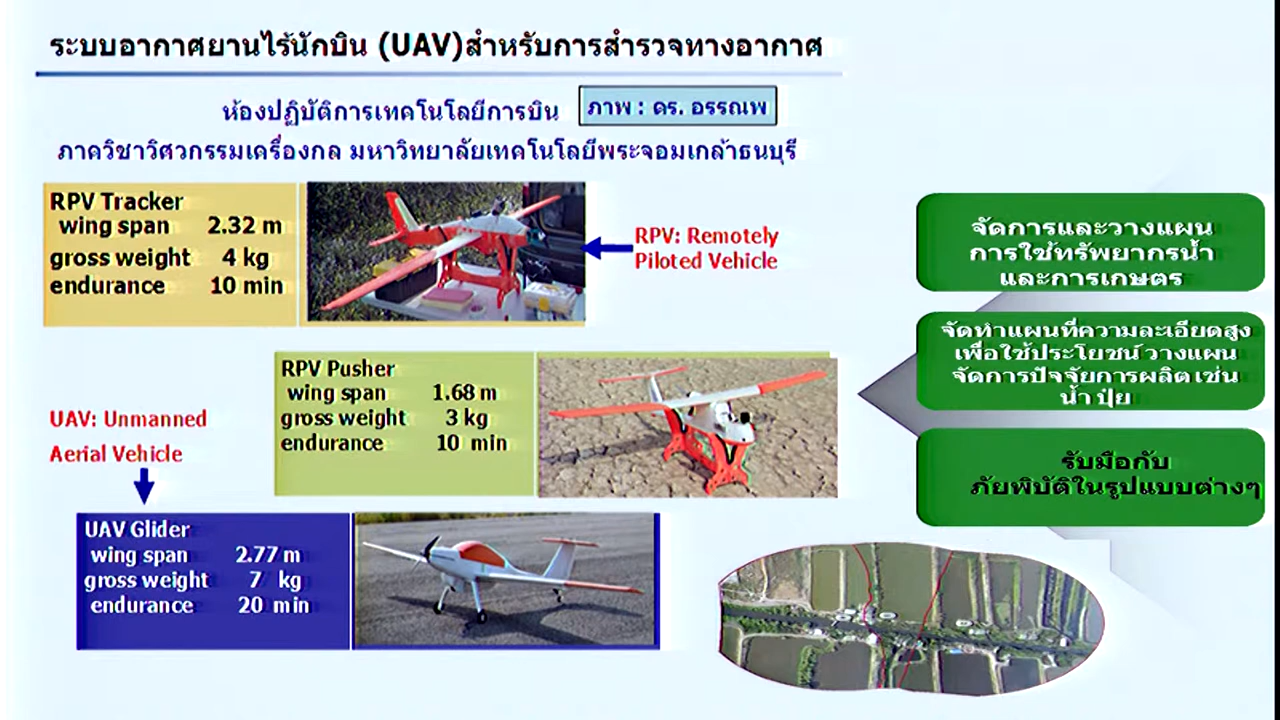 ระบบอากาศยานไร้นักบิน (UAV)สำหรับการสำรวจทางอากาศ
ห้องปฏิบัติการเทคโนโลยีการบิน
ภาพ : ดร. อรรณพ
ภาควิชาวิศวกรรมเครื่องกล มหาวิทยาลัยเทคโนโลยีพระจอมเกล้าธนบุรี
RPV Tracker
wing span 2.32 m
gross weight 4 kg
endurance 10 min
RPV: Remotely
Piloted Vehicle
RPV Pusher
wing span 1.68 m
gross weight 3 kg
endurance 10 min
UAV: Unmanned
Aerial Vehicle
UAV Glider
wing span 2.77 m
gross weight 7 kg
endurance 20 min
จัดการและวางแผน
การใช้ทรัพยากรน้ำ
และการเกษตร
จัดทำแผนที่ความละเอียดสูง
เพื่อใช้ประโยชน์ วางแผน
จัดการปัจจัยการผลิต เช่น
น้ำ ปุ๋ย
รับมือกับ
ภัยพิบัติในรูปแบบต่างๆ